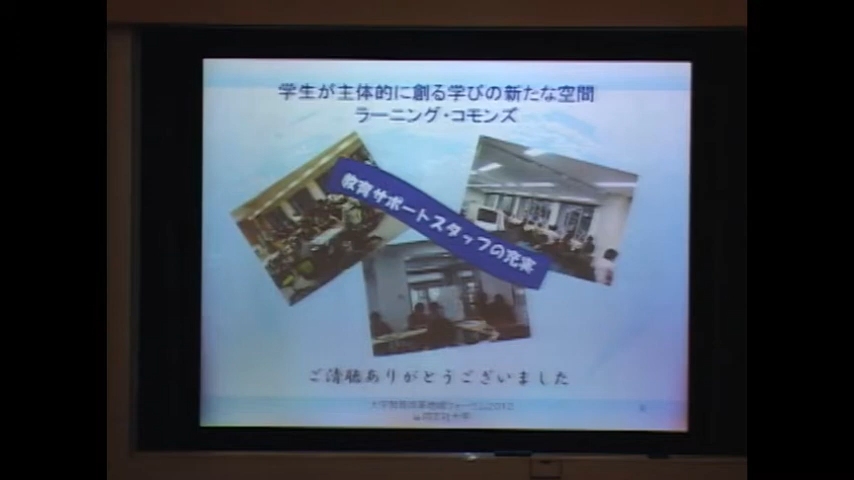 学生が主体的に創る学びの新たな空間
ラーニング・コモンズ
教育サポートスタッフの充実
ご清聴ありがとうございました